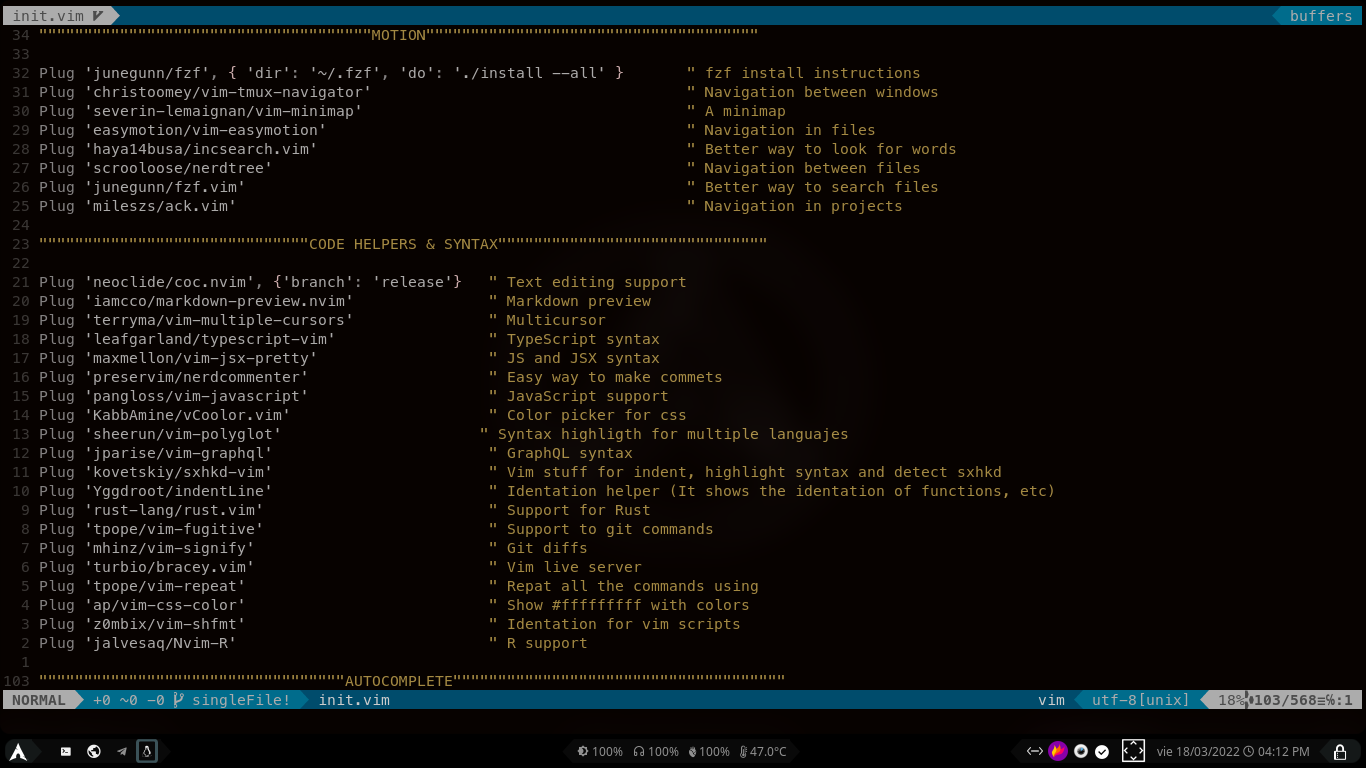 init.vim buffers
34 """""""""""""""""""""""""""""""""""""MOTION"""""""""""""""""""""""""""""""""""""
33
32 Plug 'junegunn/fzf', { 'dir': '~/.fzf', 'do': './install --all' } " fzf install instructions
31 Plug 'christoomey/vim-tmux-navigator' " Navigation between windows
30 Plug 'severin-lemaignan/vim-minimap' " A minimap
29 Plug 'easymotion/vim-easymotion' " Navigation in files
28 Plug 'haya14busa/incsearch.vim' " Better way to look for words
27 Plug 'scrooloose/nerdtree' " Navigation between files
26 Plug 'junegunn/fzf.vim' " Better way to search files
25 Plug 'mileszs/ack.vim' " Navigation in projects
24
23 """"""""""""""""""""""""""""""CODE HELPERS & SYNTAX""""""""""""""""""""""""""""""
22
21 Plug 'neoclide/coc.nvim', {'branch': 'release'} " Text editing support
20 Plug 'iamcco/markdown-preview.nvim' " Markdown preview
19 Plug 'terryma/vim-multiple-cursors' " Multicursor
18 Plug 'leafgarland/typescript-vim' " TypeScript syntax
17 Plug 'maxmellon/vim-jsx-pretty' " JS and JSX syntax
16 Plug 'preservim/nerdcommenter' " Easy way to make commets
15 Plug 'pangloss/vim-javascript' " JavaScript support
14 Plug 'KabbAmine/vCoolor.vim' " Color picker for css
13 Plug 'sheerun/vim-polyglot' " Syntax highligth for multiple languajes
12 Plug 'jparise/vim-graphql' " GraphQL syntax
11 Plug 'kovetskiy/sxhkd-vim' " Vim stuff for indent, highlight syntax and detect sxhkd
10 Plug 'Yggdroot/indentLine' " Identation helper (It shows the identation of functions, etc)
9 Plug 'rust-lang/rust.vim' " Support for Rust
8 Plug 'tpope/vim-fugitive' " Support to git commands
7 Plug 'mhinz/vim-signify' " Git diffs
6 Plug 'turbio/bracey.vim' " Vim live server
5 Plug 'tpope/vim-repeat' " Repat all the commands using
4 Plug 'ap/vim-css-color' " Show #fffffffff with colors
3 Plug 'z0mbix/vim-shfmt' " Identation for vim scripts
2 Plug 'jalvesaq/Nvim-R' " R support
1
103 """"""""""""""""""""""""""""""""""AUTOCOMPLETE"""""""""""""""""""""""""""""""""""""
NORMAL +0 ~0 -0 singleFile! init.vim vim utf-8[unix] 18% 103/568≡℅:1
100% 100% 100% 47.0°C vie 18/03/2022 04:12 PM